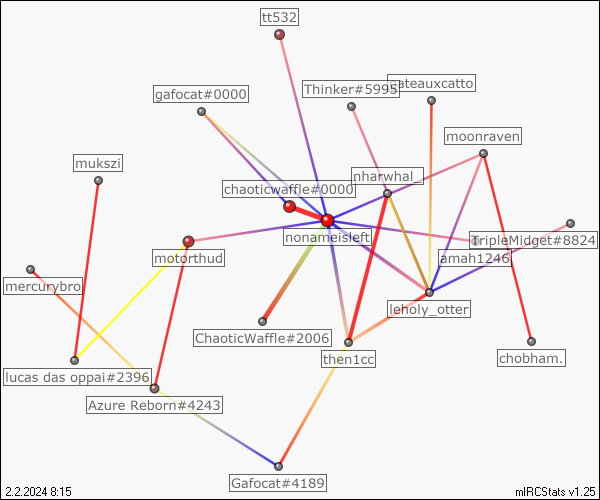 tt532
gafocat#0000
Thinker#5995
gateauxcatto
moonraven
mukszi
nharwhal_
chaoticwaffle#0000
nonameisleft
TripleMidget#8824
motorthud
amah1246
mercurybro
leholy_otter
ChaoticWaffle#2006
then1cc
chobham.
lucas das oppai#2396
Azure Reborn#4243
Gafocat#4189
2.2.2024 8:15
mIRCStats v1.25